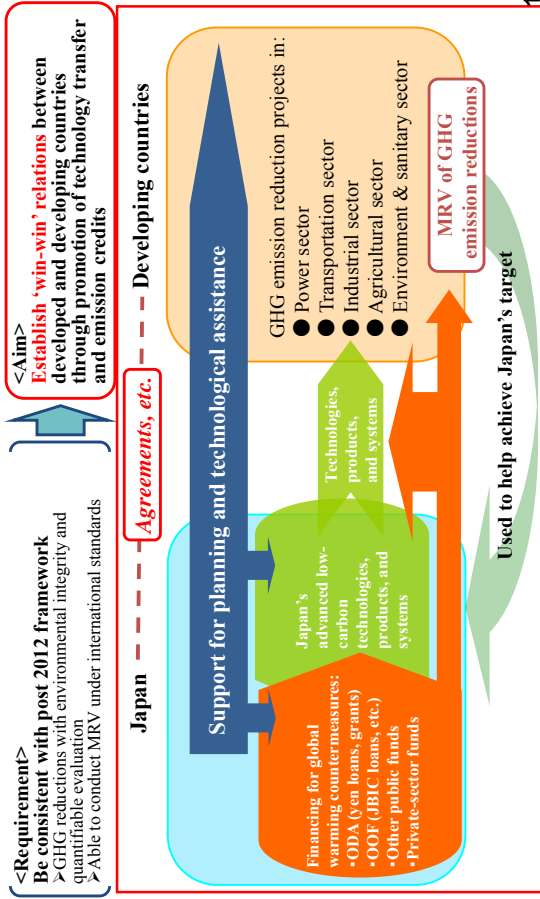 <Requirement>
Be consistent with post 2012 framework
➢GHG reductions with environmental integrity and
quantifiable evaluation
➢Able to conduct MRV under international standards
<Aim>
Establish ‘win-win’ relations between
developed and developing countries
through promotion of technology transfer
and emission credits
Japan
Agreements, etc.
Developing countries
Support for planning and technological assistance
Financing for global
warming countermeasures:
•ODA (yen loans, grants)
•OOF (JBIC loans, etc.)
•Other public funds
•Private-sector funds
Japan’s
advanced low-
carbon
technologies,
products, and
systems
Technologies,
products,
and systems
GHG emission reduction projects in:
●Power sector
●Transportation sector
●Industrial sector
●Agricultural sector
●Environment & sanitary sector
MRV of GHG
emission reductions
Used to help achieve Japan’s target